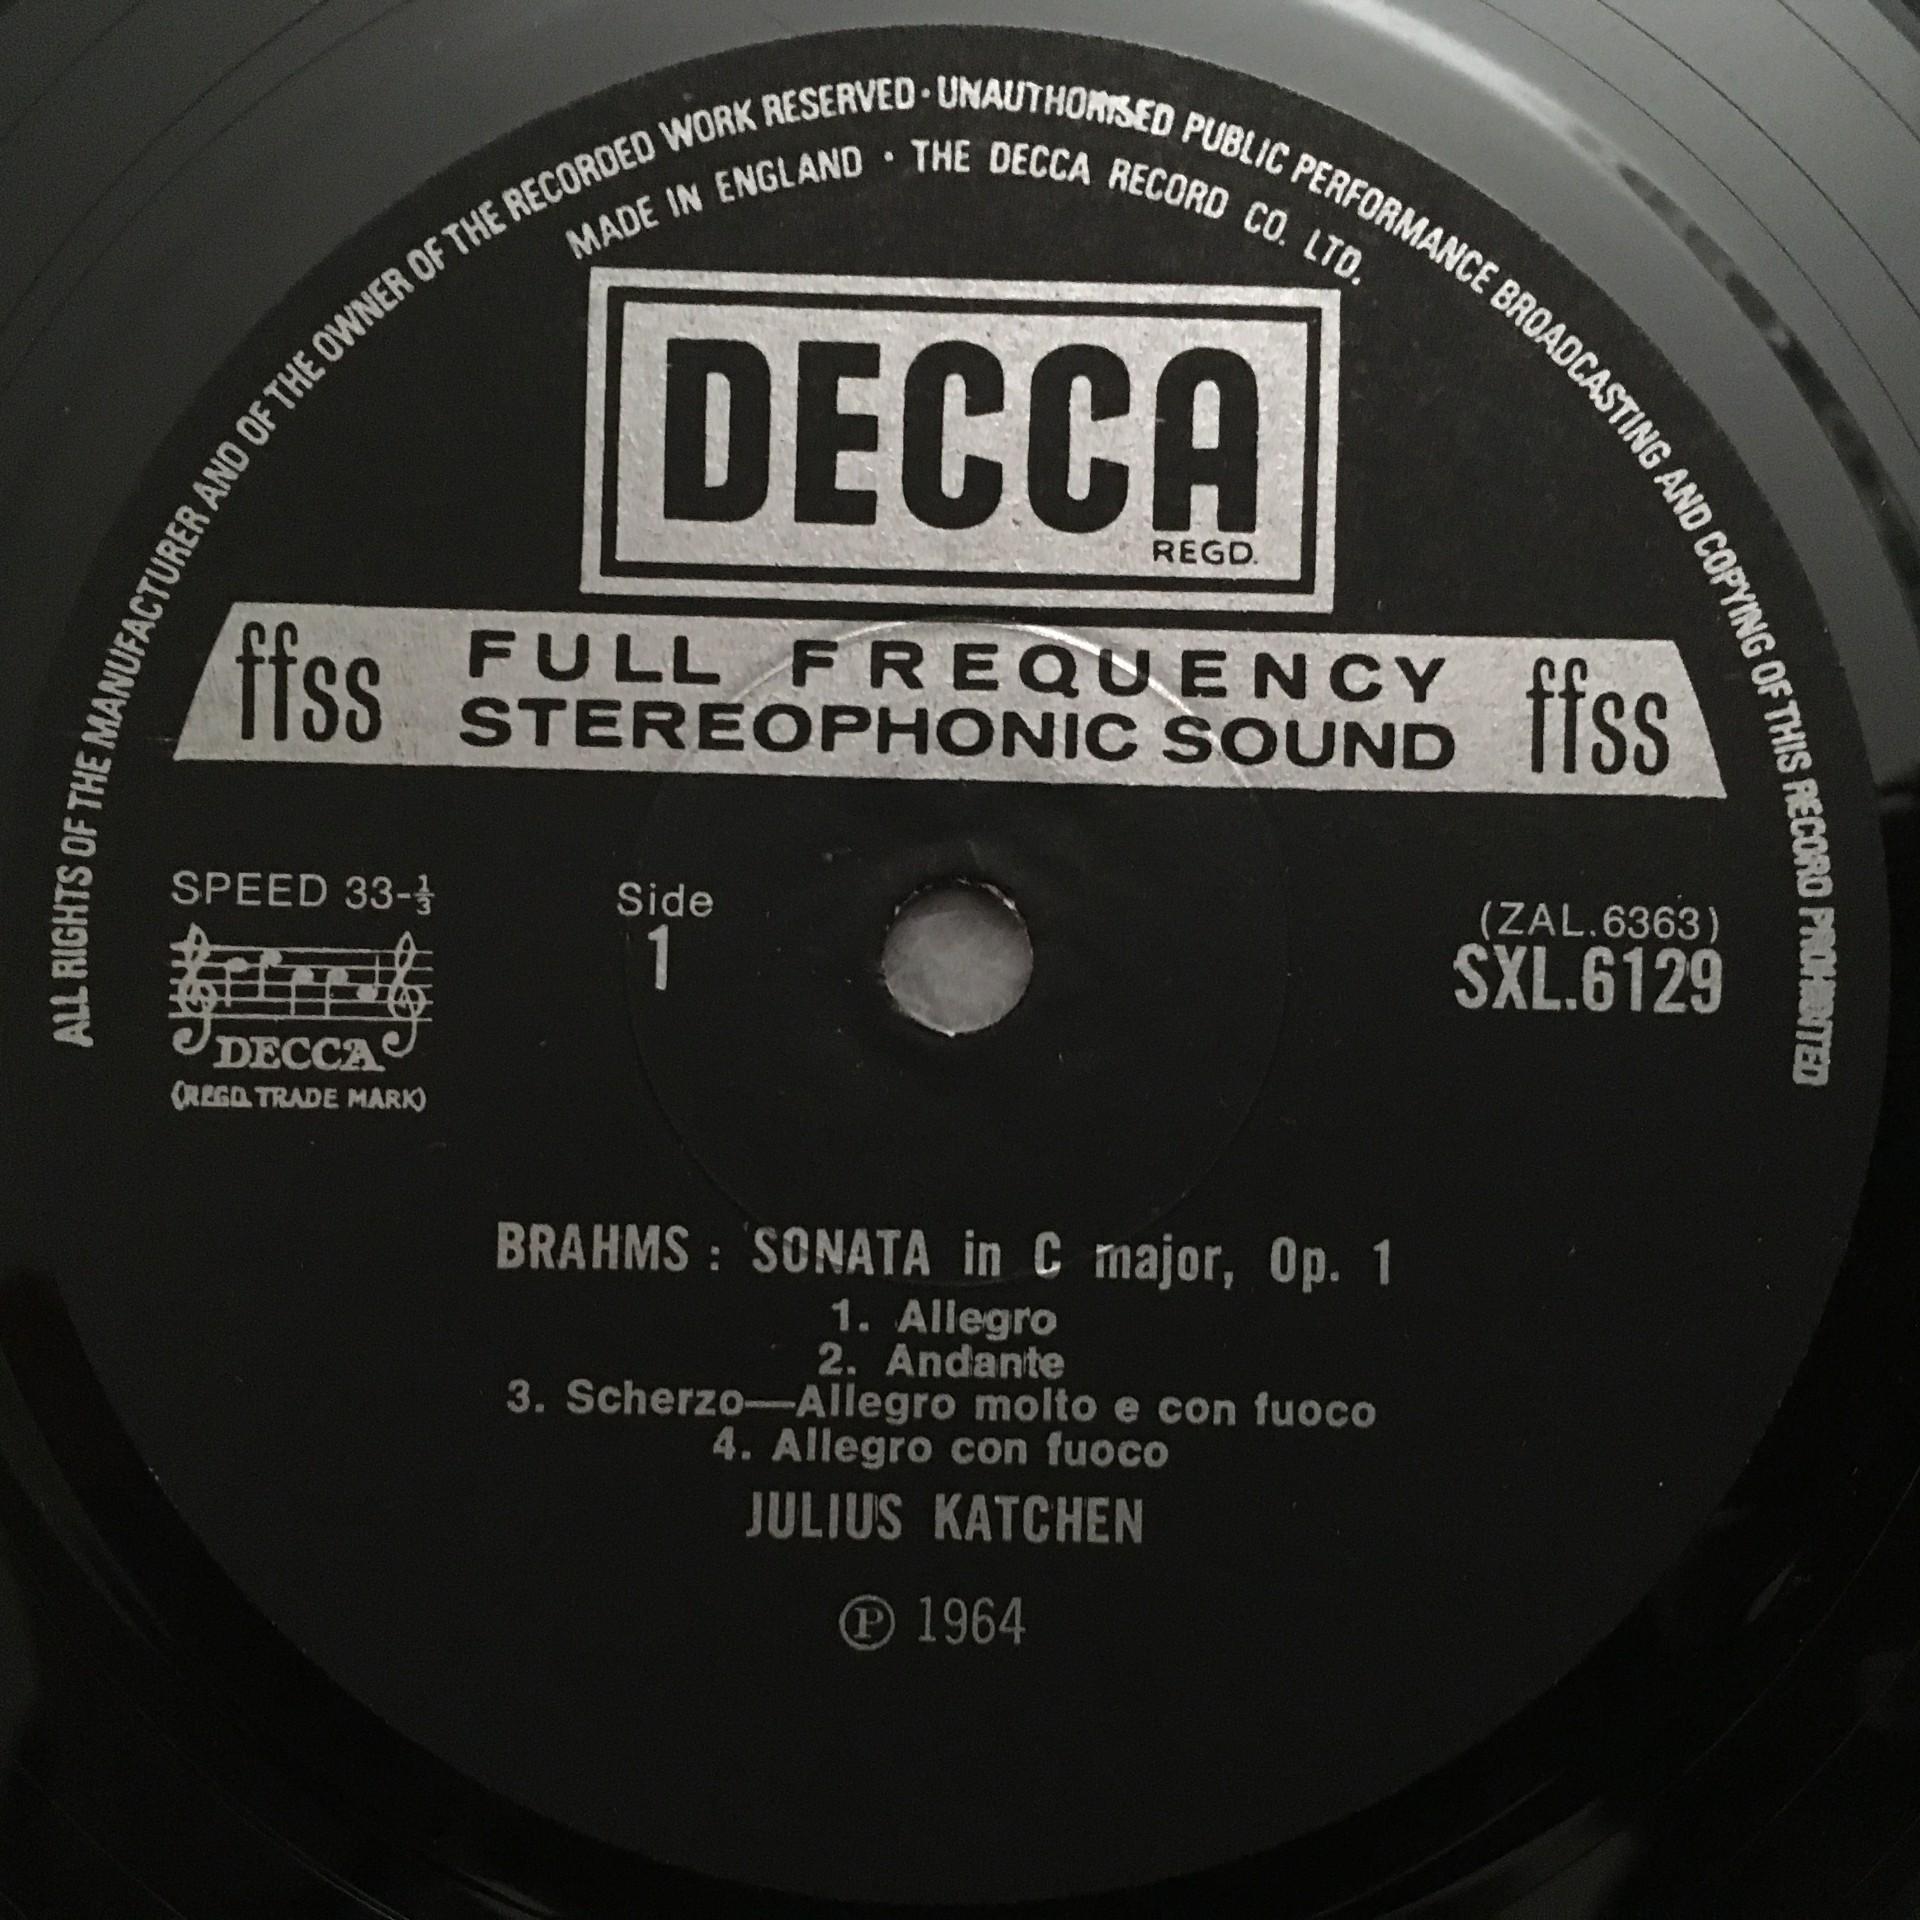 ALL RIGHTS OF THE MANUFACTURER AND OF THE OWNER OF THE RECORDED WORK RESERVED · UNAUTHORISED PUBLIC PERFORMANCE BROADCASTING AND COPYING OF THIS RECORD PROHIBITED
MADE IN ENGLAND · THE DECCA RECORD CO. LTD.
DECCA
REGD.
ffss FULL FREQUENCY ffss
STEREOPHONIC SOUND
SPEED 33-⅓
Side
1
(ZAL.6363)
SXL.6129
DECCA
(REGD. TRADE MARK)
BRAHMS : SONATA in C major, Op. 1
1. Allegro
2. Andante
3. Scherzo—Allegro molto e con fuoco
4. Allegro con fuoco
JULIUS KATCHEN
℗ 1964